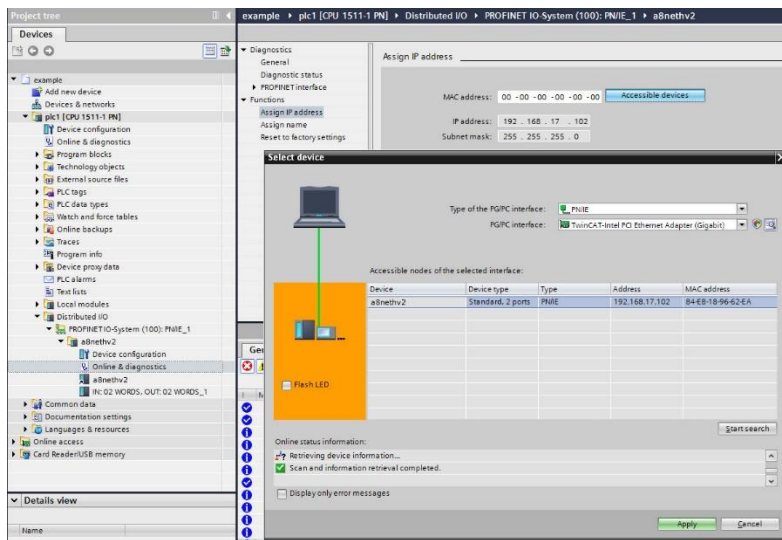 Project tree
Devices
example
Add new device
Devices & networks
plc1 [CPU 1511-1 PN]
Device configuration
Online & diagnostics
Program blocks
Technology objects
External source files
PLC tags
PLC data types
Watch and force tables
Online backups
Traces
Program info
Device proxy data
PLC alarms
Text lists
Local modules
Distributed I/O
PROFINET IO-System (100): PN/IE_1
a8nethv2
Device configuration
Online & diagnostics
a8nethv2
IN: 02 WORDS, OUT: 02 WORDS_1
Common data
Documentation settings
Languages & resources
Online access
Card Reader/USB memory
Details view
Name
example plc1 [CPU 1511-1 PN] Distributed I/O PROFINET IO-System (100): PN/IE_1 a8nethv2
Diagnostics
General
Diagnostic status
PROFINET interface
Functions
Assign IP address
Assign name
Reset to factory settings
Assign IP address
MAC address: 00 -00 -00 -00 -00 -00 Accessible devices
IP address: 192 . 168 . 17 . 102
Subnet mask: 255 . 255 . 255 . 0
Select device
Type of the PG/PC interface: PN/IE
PG/PC interface: TwinCAT-Intel PCI Ethernet Adapter (Gigabit)
Accessible nodes of the selected interface:
Device Device type Type Address MAC address
a8nethv2 Standard, 2 ports PN/IE 192.168.17.102 84-E8-18-96-62-EA
Flash LED
Start search
Online status information:
Retrieving device information...
Scan and information retrieval completed.
Display only error messages
Apply Cancel